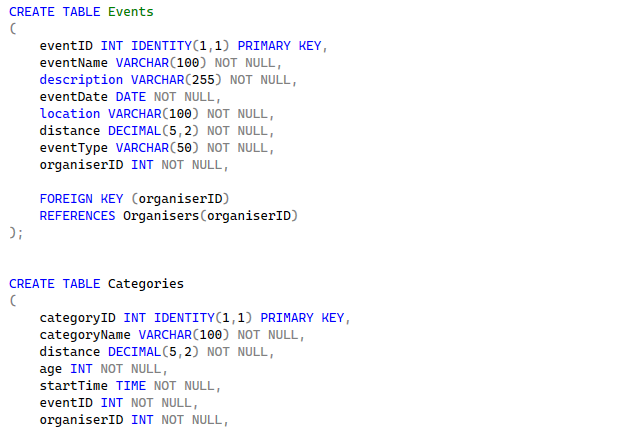 CREATE TABLE Events
(
    eventID INT IDENTITY(1,1) PRIMARY KEY,
    eventName VARCHAR(100) NOT NULL,
    description VARCHAR(255) NOT NULL,
    eventDate DATE NOT NULL,
    location VARCHAR(100) NOT NULL,
    distance DECIMAL(5,2) NOT NULL,
    eventType VARCHAR(50) NOT NULL,
    organiserID INT NOT NULL,

    FOREIGN KEY (organiserID)
    REFERENCES Organisers(organiserID)
);

CREATE TABLE Categories
(
    categoryID INT IDENTITY(1,1) PRIMARY KEY,
    categoryName VARCHAR(100) NOT NULL,
    distance DECIMAL(5,2) NOT NULL,
    age INT NOT NULL,
    startTime TIME NOT NULL,
    eventID INT NOT NULL,
    organiserID INT NOT NULL,